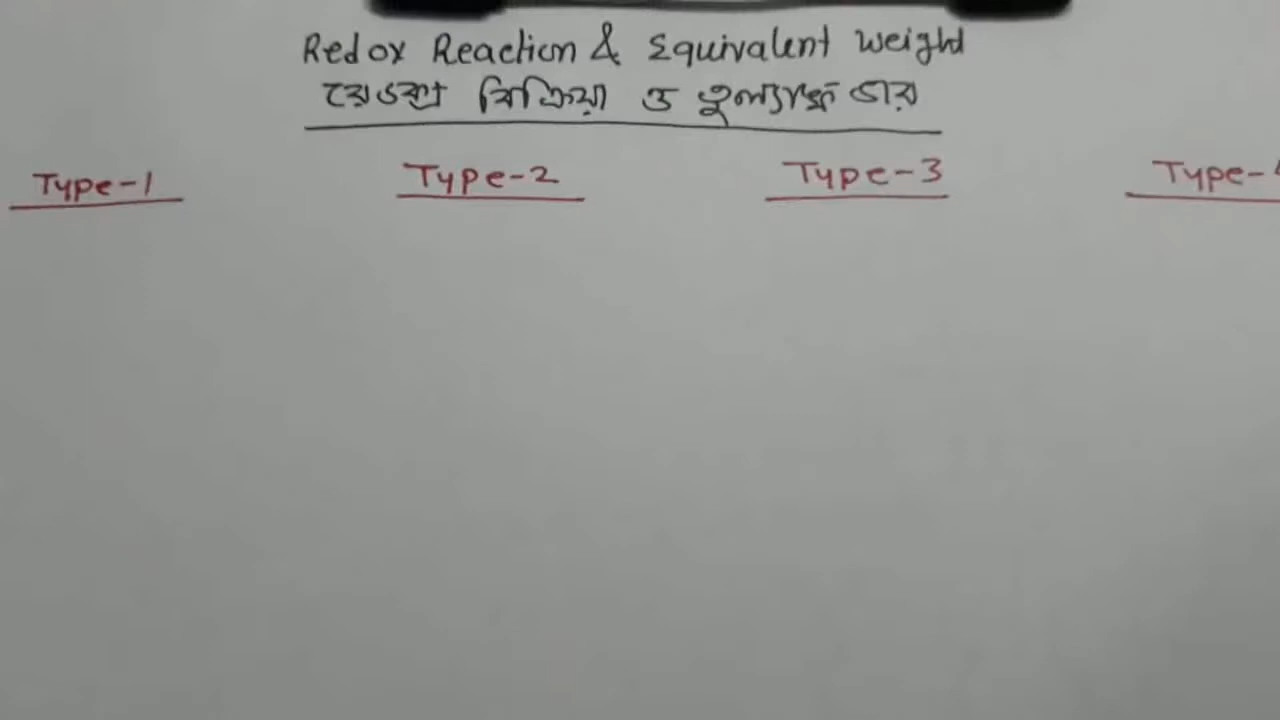 Redox Reaction & Equivalent weight
রেডক্স বিক্রিয়া ও তুল্যাঙ্ক ভার
Type-1 Type-2 Type-3 Type-